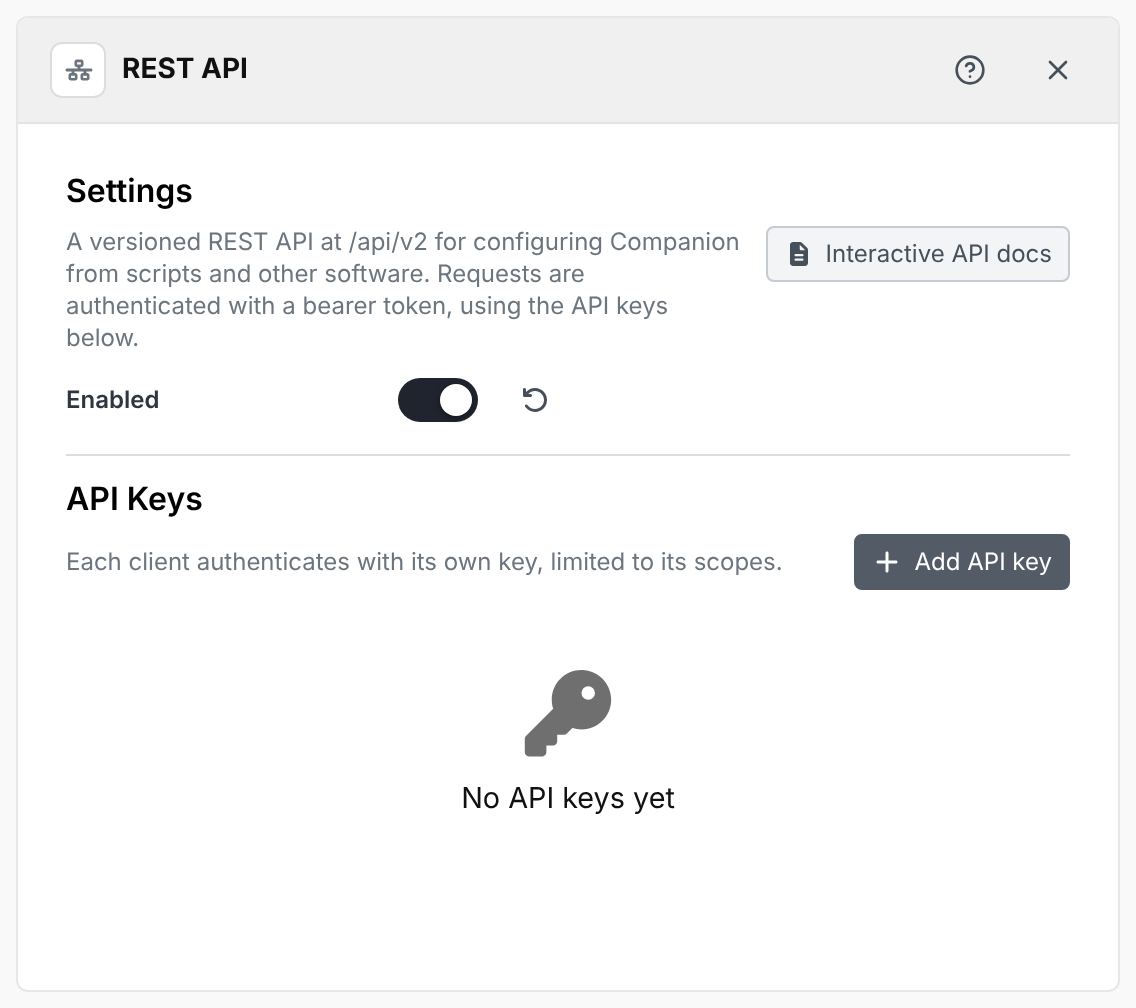 REST API
Settings
A versioned REST API at /api/v2 for configuring Companion
from scripts and other software. Requests are
authenticated with a bearer token, using the API keys
below.
Interactive API docs
Enabled
API Keys
Each client authenticates with its own key, limited to its scopes.
Add API key
No API keys yet